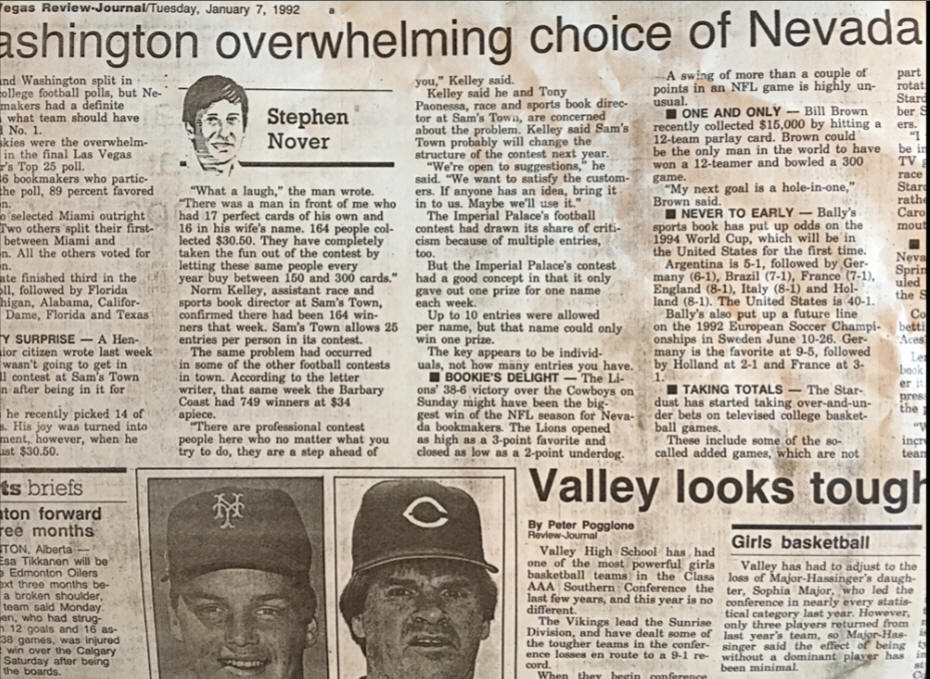 egas Review-Journal/Tuesday, January 7, 1992
ashington overwhelming choice of Nevada
nd Washington split in
ollege football polls, but Ne-
makers had a definite
what team should have
No. 1.
skies were the overwhelm-
in the final Las Vegas
r's Top 25 poll.
6 bookmakers who partic-
the poll, 89 percent favored
n.
o selected Miami outright
Two others split their first-
between Miami and
n. All the others voted for
n.
ate finished third in the
oll, followed by Florida
higan, Alabama, Califor-
Dame, Florida and Texas
Y SURPRISE — A Hen-
ior citizen wrote last week
wasn't going to get in
l contest at Sam's Town
n after being in it for
he recently picked 14 of
s. His joy was turned into
ment, however, when he
ust $30.50.
Stephen
Nover
"What a laugh," the man wrote.
"There was a man in front of me who
had 17 perfect cards of his own and
16 in his wife's name. 164 people col-
lected $30.50. They have completely
taken the fun out of the contest by
letting these same people every
year buy between 150 and 300 cards."
Norm Kelley, assistant race and
sports book director at Sam's Town,
confirmed there had been 164 win-
ners that week. Sam's Town allows 25
entries per person in its contest.
The same problem had occurred
in some of the other football contests
in town. According to the letter
writer, that same week the Barbary
Coast had 749 winners at $34
apiece.
"There are professional contest
people here who no matter what you
try to do, they are a step ahead of
you," Kelley said.
Kelley said he and Tony
Paonessa, race and sports book direc-
tor at Sam's Town, are concerned
about the problem. Kelley said Sam's
Town probably will change the
structure of the contest next year.
"We're open to suggestions," he
said. "We want to satisfy the custom-
ers. If anyone has an idea, bring it
in to us. Maybe we'll use it."
The Imperial Palace's football
contest had drawn its share of criti-
cism because of multiple entries,
too.
But the Imperial Palace's contest
had a good concept in that it only
gave out one prize for one name
each week.
Up to 10 entries were allowed
per name, but that name could only
win one prize.
The key appears to be individ-
uals, not how many entries you have.
■ BOOKIE'S DELIGHT — The Li-
ons' 38-6 victory over the Cowboys on
Sunday might have been the big-
gest win of the NFL season for Neva-
da bookmakers. The Lions opened
as high as a 3-point favorite and
closed as low as a 2-point underdog.
A swing of more than a couple of
points in an NFL game is highly un-
usual.
■ ONE AND ONLY — Bill Brown
recently collected $15,000 by hitting a
12-team parlay card. Brown could
be the only man in the world to have
won a 12-teamer and bowled a 300
game.
"My next goal is a hole-in-one,"
Brown said.
■ NEVER TO EARLY — Bally's
sports book has put up odds on the
1994 World Cup, which will be in
the United States for the first time.
Argentina is 5-1, followed by Ger-
many (6-1), Brazil (7-1), France (7-1),
England (8-1), Italy (8-1) and Hol-
land (8-1). The United States is 40-1.
Bally's also put up a future line
on the 1992 European Soccer Champi-
onships in Sweden June 10-26. Ger-
many is the favorite at 9-5, followed
by Holland at 2-1 and France at 3-
1.
■ TAKING TOTALS — The Star-
dust has started taking over-and-un-
der bets on televised college basket-
ball games.
These include some of the so-
called added games, which are not
part
rotat
Stard
ber S
ers.
"I
be in
TV
race
Stard
rathe
Caro
mout
■
Neva
Sprin
uled
the S
Co
betti
ts briefs
ton forward
ree months
TON, Alberta —
Esa Tikkanen will be
Edmonton Oilers
ext three months be-
a broken shoulder,
team said Monday.
en, who had strug-
h 12 goals and 16 as-
38 games, was injured
win over the Calgary
Saturday after being
the boards.
NY
C
Valley looks tough
By Peter Poggione
Review-Journal
Valley High School has had
one of the most powerful girls
basketball teams in the Class
AAA Southern Conference the
last few years, and this year is no
different.
The Vikings lead the Sunrise
Division, and have dealt some of
the tougher teams in the confer-
ence losses en route to a 9-1 re-
cord.
When they begin conference
Girls basketball
Valley has had to adjust to the
loss of Major-Hassinger's daugh-
ter, Sophia Major, who led the
conference in nearly every statis-
tical category last year. However,
only three players returned from
last year's team, so Major-Has-
singer said the effect of being
without a dominant player has
been minimal.